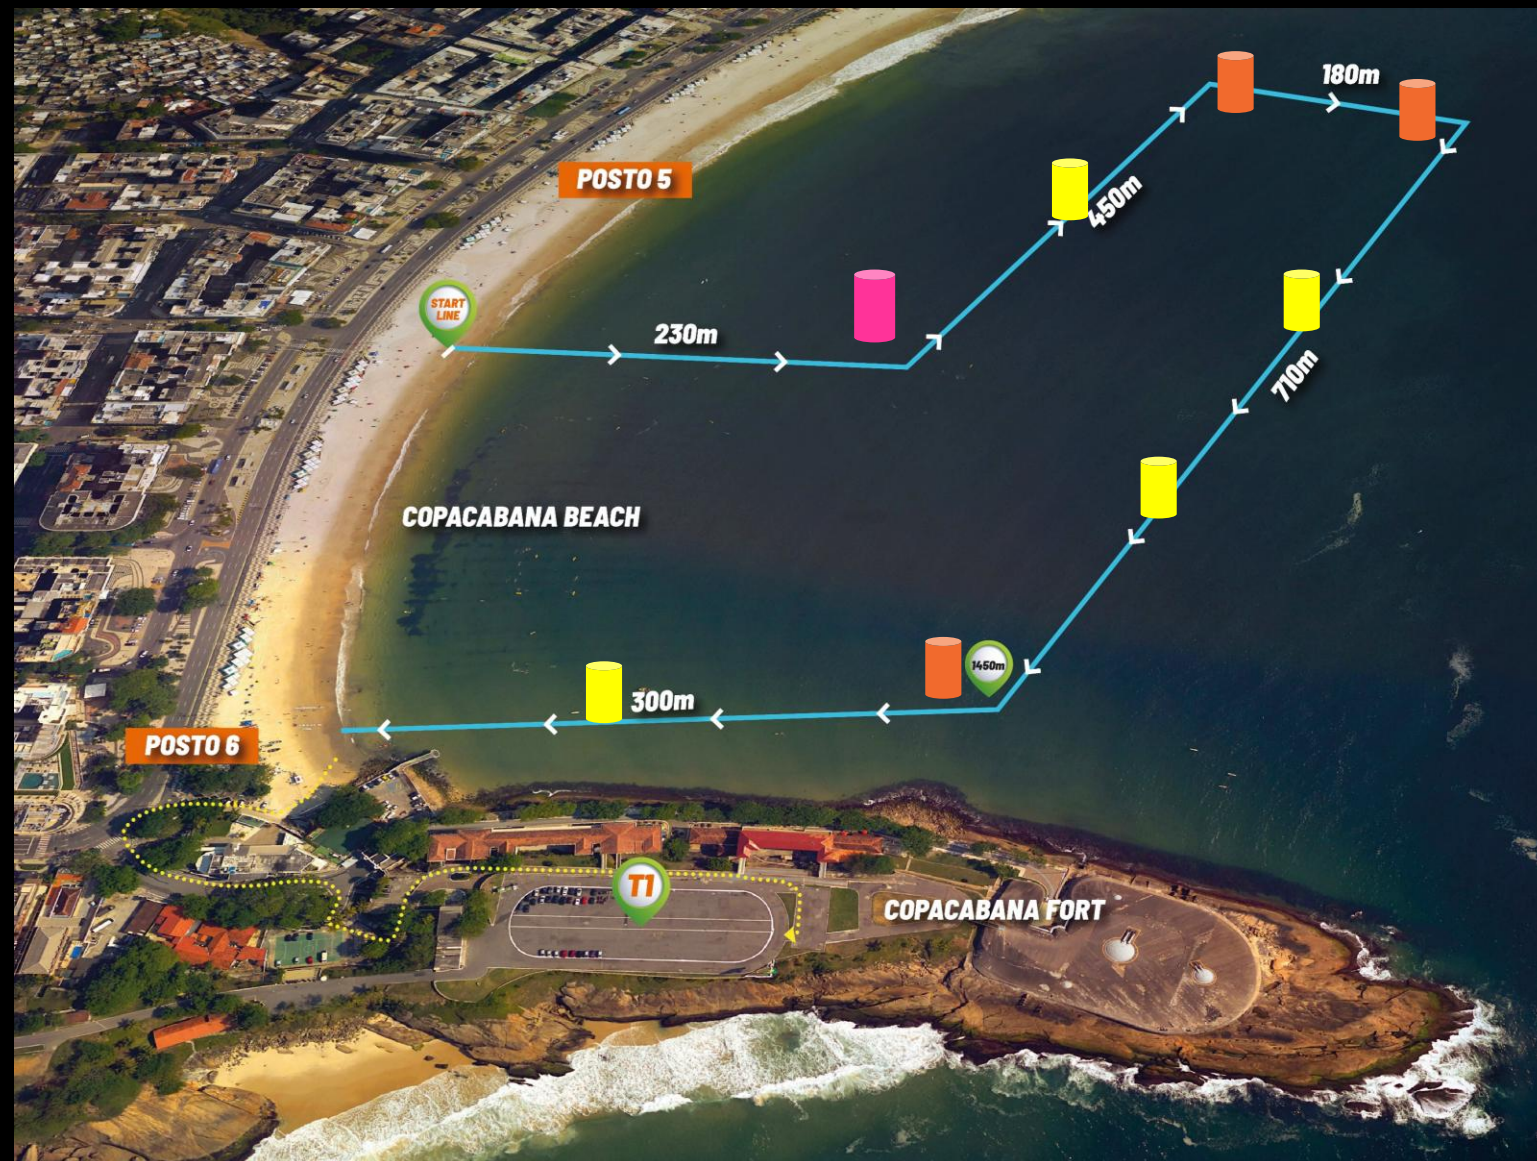 180m
POSTO 5
450m
START
LINE
230m
710m
COPACABANA BEACH
1450m
300m
POSTO 6
T1
COPACABANA FORT